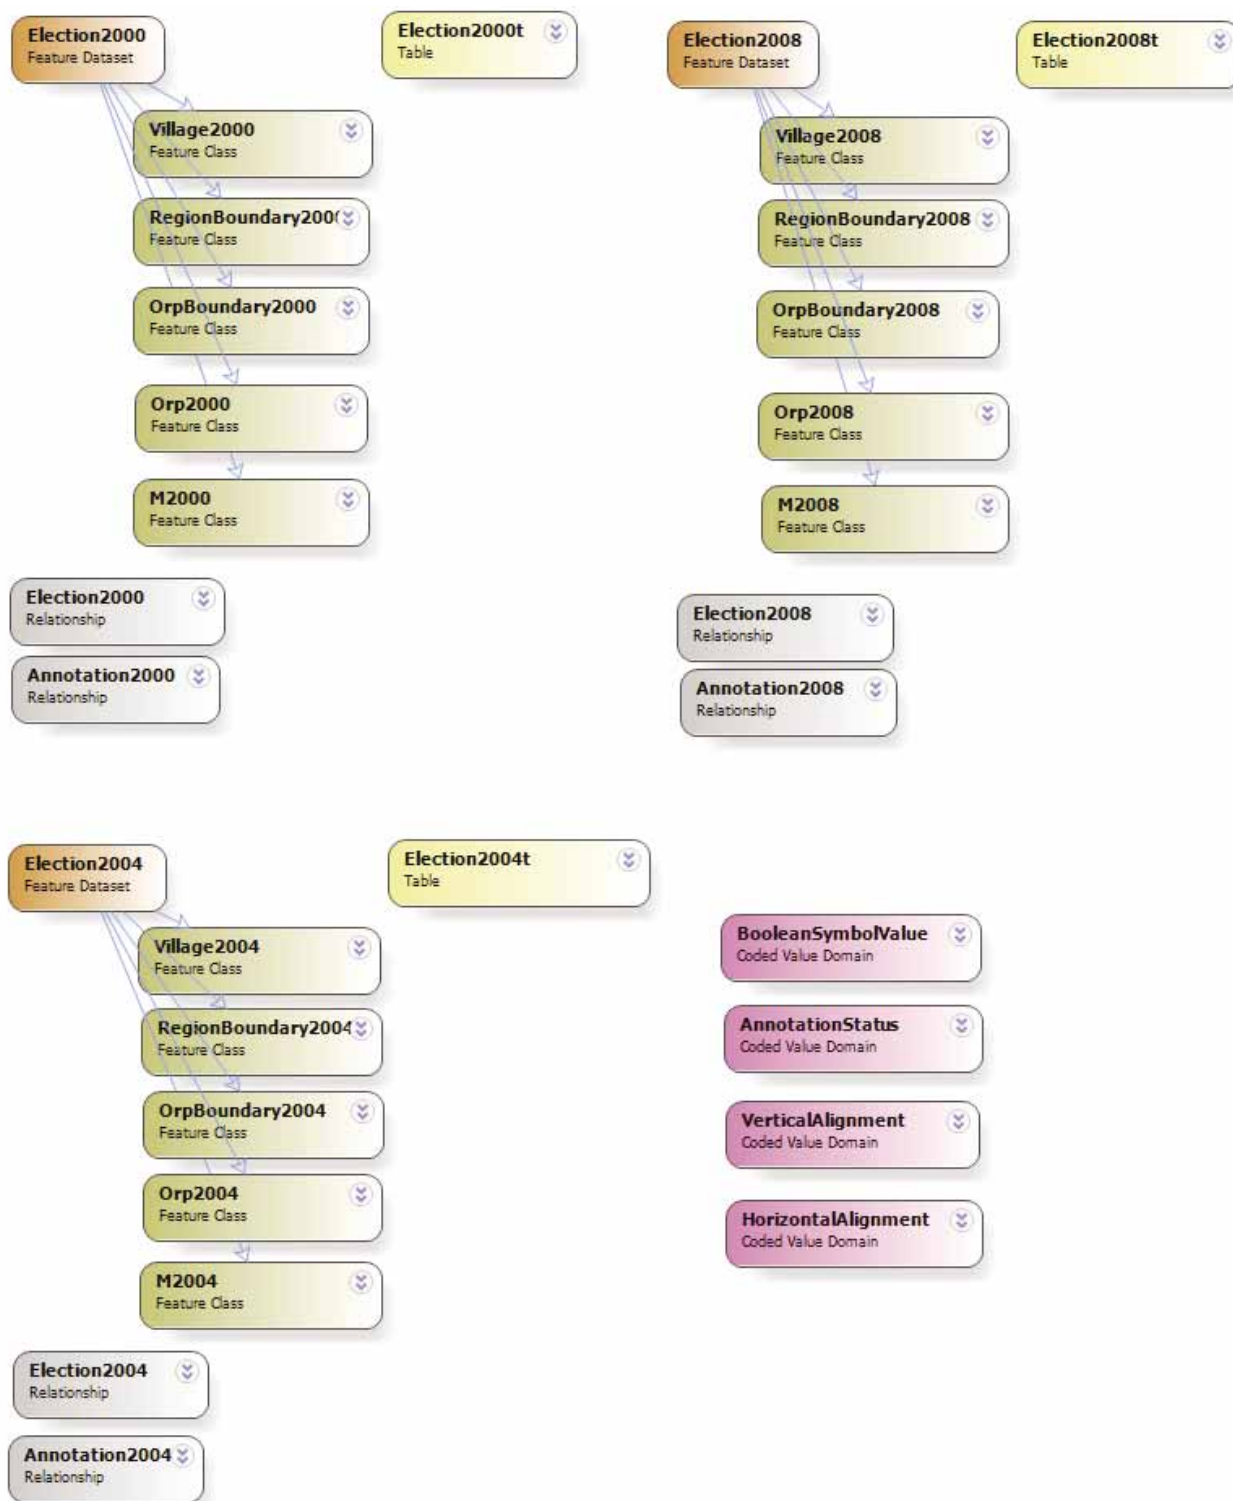 Election2000
Feature Dataset
Election2000t
Table
Village2000
Feature Class
RegionBoundary200
Feature Class
OrpBoundary2000
Feature Class
Orp2000
Feature Class
M2000
Feature Class
Election2000
Relationship
Annotation2000
Relationship
Election2008
Feature Dataset
Election2008t
Table
Village2008
Feature Class
RegionBoundary2008
Feature Class
OrpBoundary2008
Feature Class
Orp2008
Feature Class
M2008
Feature Class
Election2008
Relationship
Annotation2008
Relationship
Election2004
Feature Dataset
Election2004t
Table
Village2004
Feature Class
RegionBoundary2004
Feature Class
OrpBoundary2004
Feature Class
Orp2004
Feature Class
M2004
Feature Class
Election2004
Relationship
Annotation2004
Relationship
BooleanSymbolValue
Coded Value Domain
AnnotationStatus
Coded Value Domain
VerticalAlignment
Coded Value Domain
HorizontalAlignment
Coded Value Domain